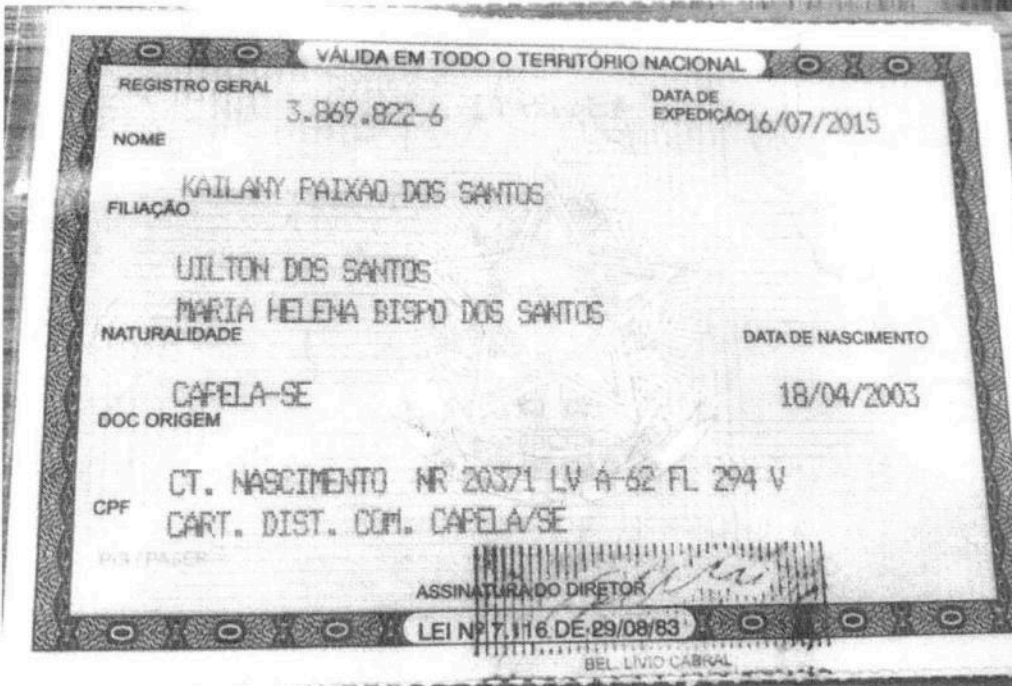 VÁLIDA EM TODO O TERRITÓRIO NACIONAL
REGISTRO GERAL
3.869.822-6
DATA DE
EXPEDIÇÃO 16/07/2015
NOME
KAILANY PAIXAO DOS SANTOS
FILIAÇÃO
UILTON DOS SANTOS
MARIA HELENA BISPO DOS SANTOS
NATURALIDADE
DATA DE NASCIMENTO
CAPELA-SE
18/04/2003
DOC ORIGEM
CT. NASCIMENTO NR 20371 LV A-62 FL 294 V
CPF
CART. DIST. COM. CAPELA/SE
PIS/PASEP
ASSINATURA DO DIRETOR
LEI Nº 7.116 DE 29/08/83
BEL. LIVIO CABRAL